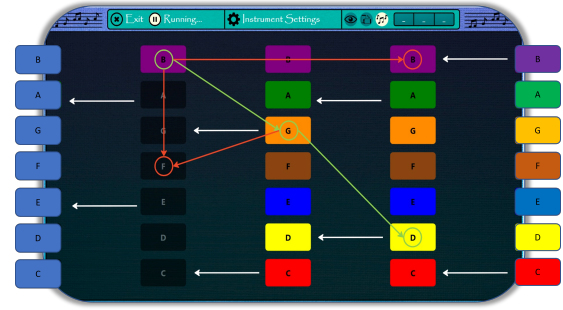 Exit Running... Instrument Settings - - -
B B B B B
A A A A A
G G G G G
F F F F F
E E E E E
D D D D D
C C C C C